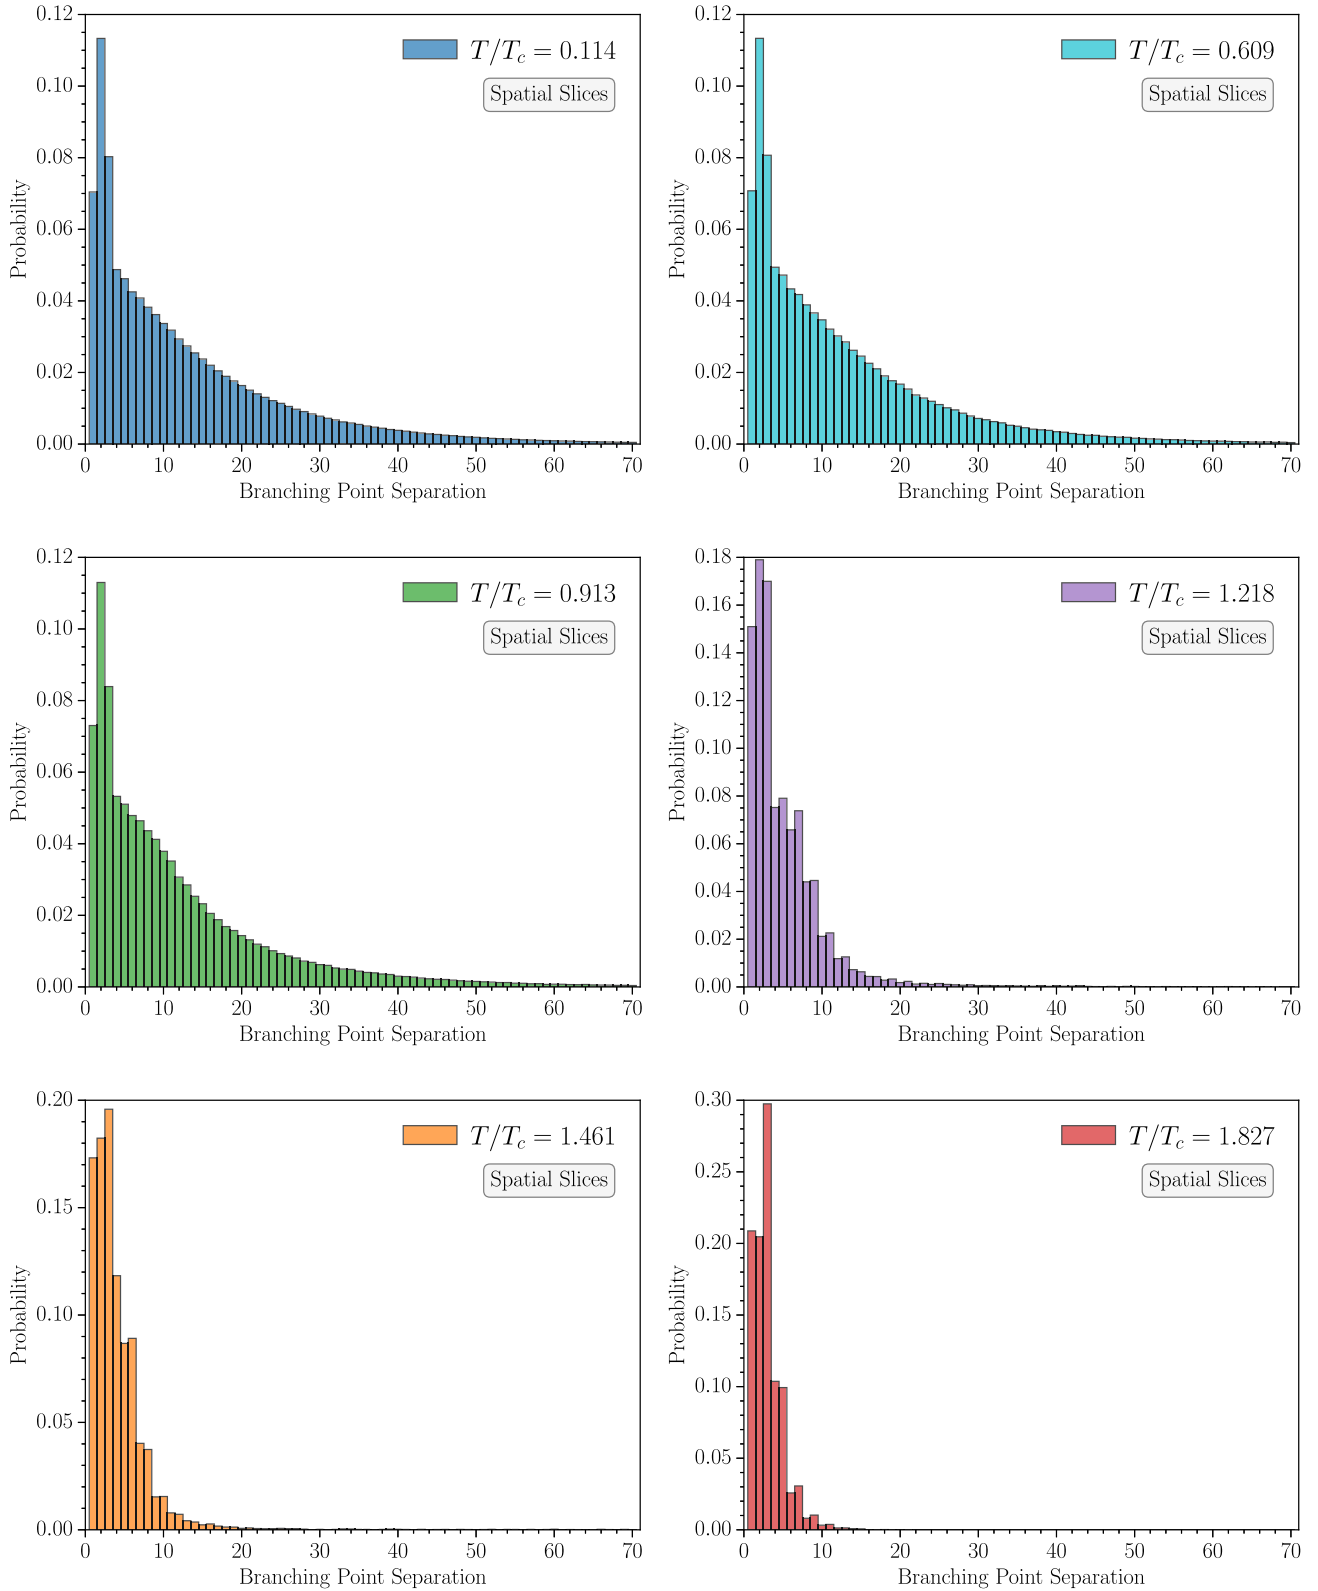 0.12
0.10
0.08
0.06
0.04
0.02
0.00
Probability
T/T_c = 0.114
Spatial Slices
0 10 20 30 40 50 60 70
Branching Point Separation
0.12
0.10
0.08
0.06
0.04
0.02
0.00
Probability
T/T_c = 0.609
Spatial Slices
0 10 20 30 40 50 60 70
Branching Point Separation
0.12
0.10
0.08
0.06
0.04
0.02
0.00
Probability
T/T_c = 0.913
Spatial Slices
0 10 20 30 40 50 60 70
Branching Point Separation
0.18
0.16
0.14
0.12
0.10
0.08
0.06
0.04
0.02
0.00
Probability
T/T_c = 1.218
Spatial Slices
0 10 20 30 40 50 60 70
Branching Point Separation
0.20
0.15
0.10
0.05
0.00
Probability
T/T_c = 1.461
Spatial Slices
0 10 20 30 40 50 60 70
Branching Point Separation
0.30
0.25
0.20
0.15
0.10
0.05
0.00
Probability
T/T_c = 1.827
Spatial Slices
0 10 20 30 40 50 60 70
Branching Point Separation